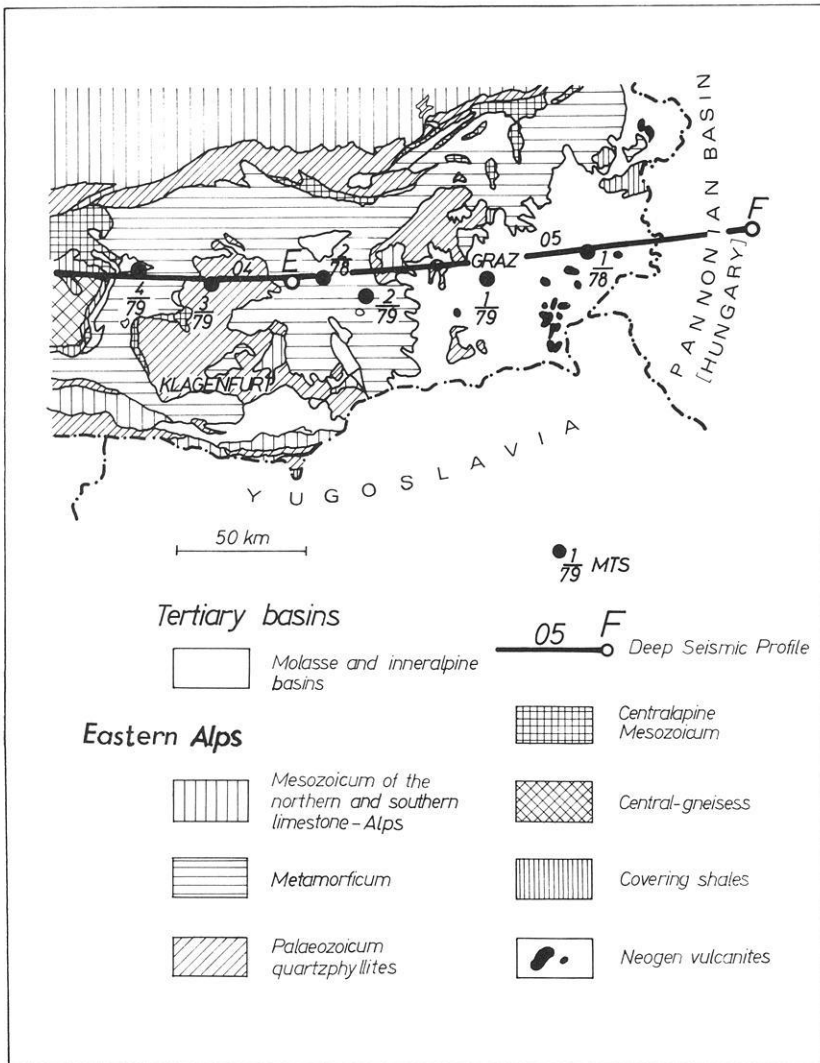 PANNONIAN BASIN
[HUNGARY]
F
05
GRAZ
E
04
2/78
1/78
4/79
3/79
2/79
1/79
KLAGENFURT
YUGOSLAVIA
50 km
1/79 MTS
Tertiary basins
Molasse and inneralpine
basins
Eastern Alps
Mesozoicum of the
northern and southern
limestone-Alps
Metamorficum
Palaeozoicum
quartzphyllites
05 F
Deep Seismic Profile
Centralapine
Mesozoicum
Central-gneisess
Covering shales
Neogen vulcanites